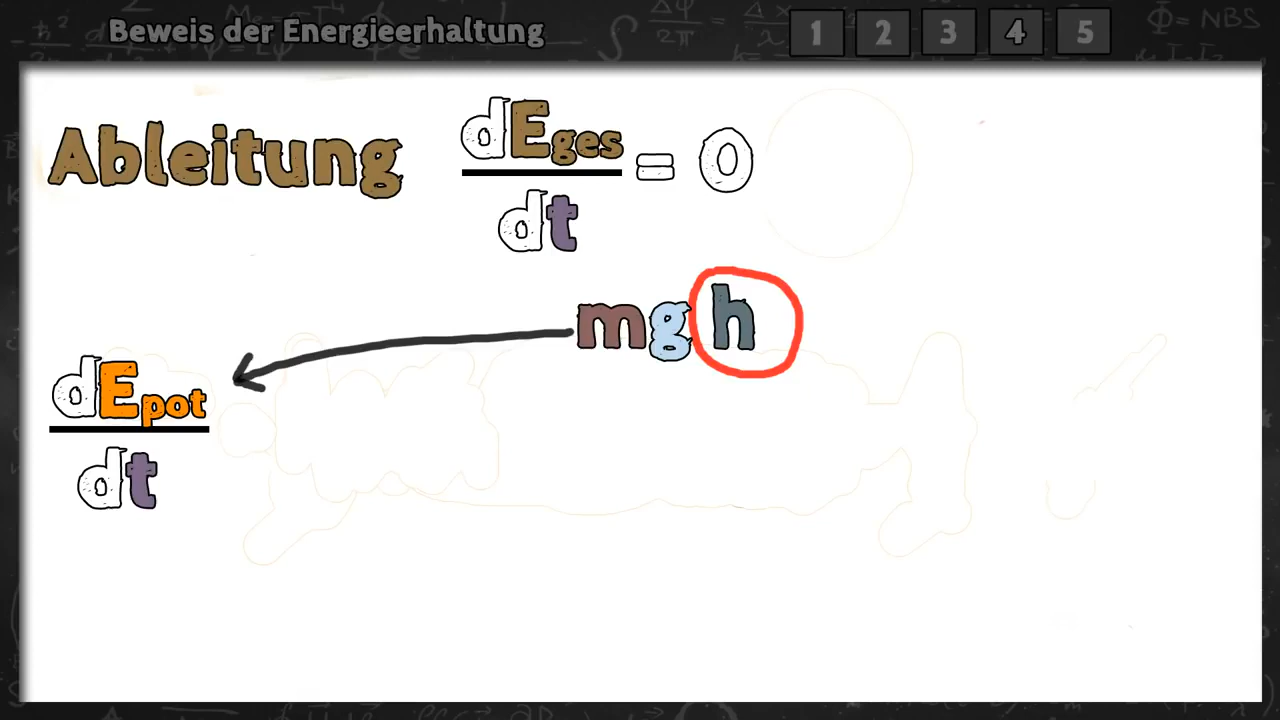 Beweis der Energieerhaltung
1 2 3 4 5
Ableitung dEges/dt = 0
mgh
dEpot/dt